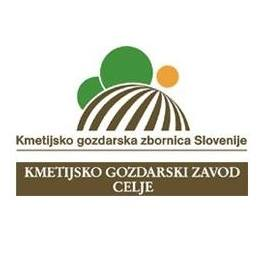 Kmetijsko gozdarska zbornica Slovenije
KMETIJSKO GOZDARSKI ZAVOD
CELJE